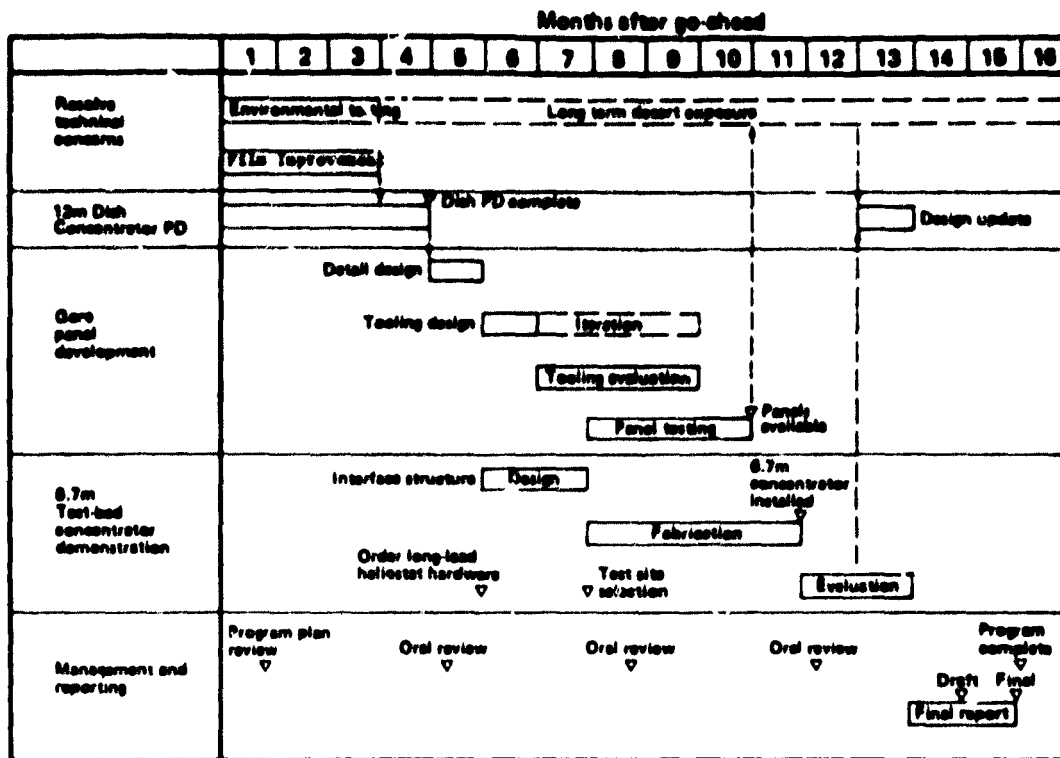 Months after go-ahead
1 2 3 4 5 6 7 8 9 10 11 12 13 14 15 16
Resolve
technical
concerns
Environmental
Long term desert exposure
Film
12m Dish
Concentrator PD
Dish PD complete
Design update
Detail design
Gore
panel
development
Tooling design
Iteration
Tooling evaluation
Panel testing
Panels
available
6.7m
Test-bed
concentrator
demonstration
Interface structure
Design
6.7m
concentrator
installed
Fabrication
Order long-lead
heliostat hardware
Test site
selection
Evaluation
Management and
reporting
Program plan
review
Oral review
Oral review
Oral review
Program
complete
Draft Final
Final report